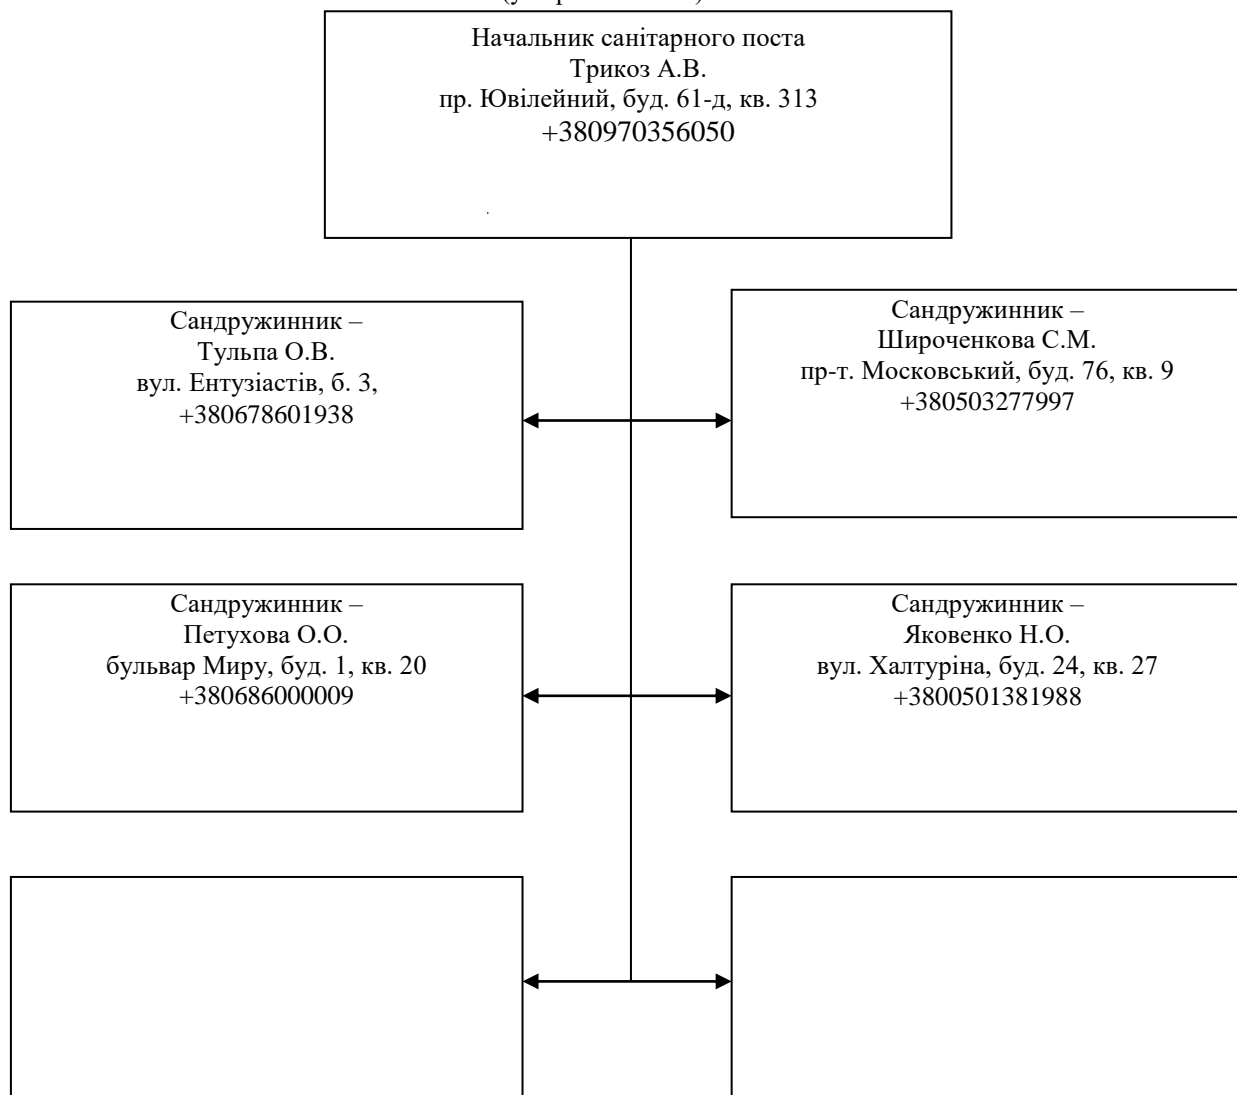 Начальник санітарного поста
Трикоз А.В.
пр. Ювілейний, буд. 61-д, кв. 313
+380970356050
Сандружинник –
Тульпа О.В.
вул. Ентузіастів, б. 3,
+380678601938
Сандружинник –
Широченкова С.М.
пр-т. Московський, буд. 76, кв. 9
+380503277997
Сандружинник –
Петухова О.О.
бульвар Миру, буд. 1, кв. 20
+380686000009
Сандружинник –
Яковенко Н.О.
вул. Халтуріна, буд. 24, кв. 27
+3800501381988